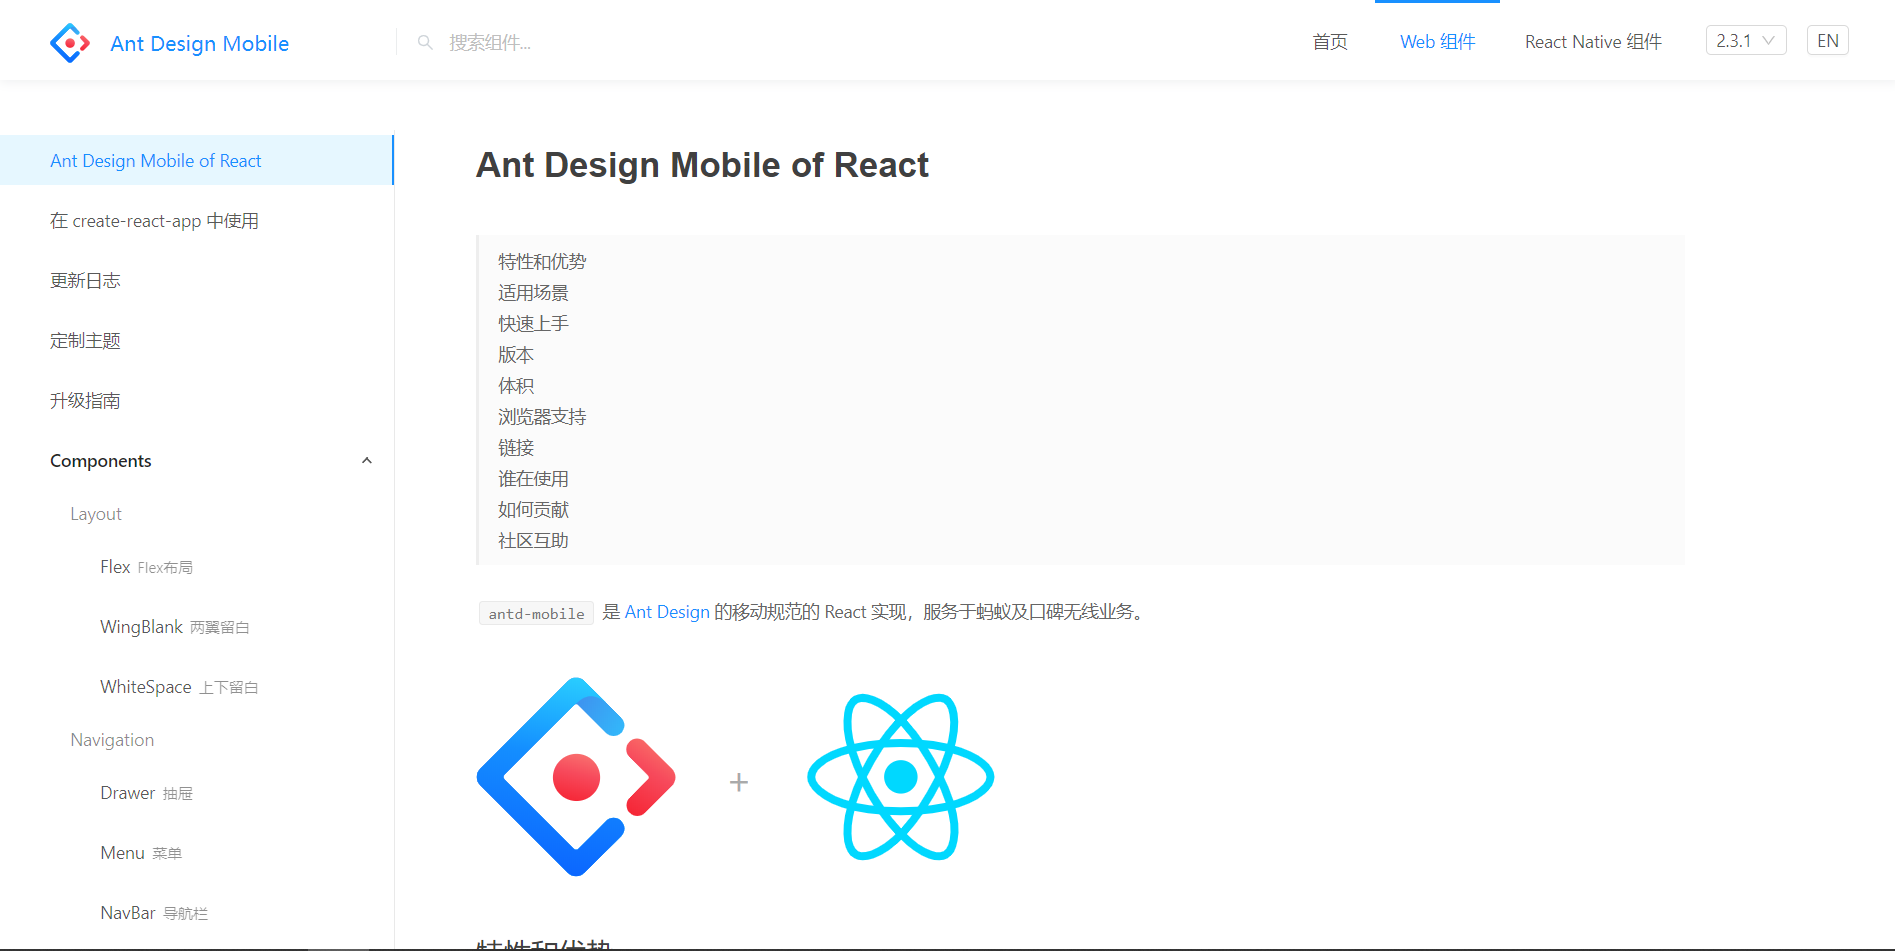 Ant Design Mobile
搜索组件...
首页
Web 组件
React Native 组件
2.3.1
EN
Ant Design Mobile of React
在 create-react-app 中使用
更新日志
定制主题
升级指南
Components
Layout
Flex Flex布局
WingBlank 两翼留白
WhiteSpace 上下留白
Navigation
Drawer 抽屉
Menu 菜单
NavBar 导航栏
Ant Design Mobile of React
特性和优势
适用场景
快速上手
版本
体积
浏览器支持
链接
谁在使用
如何贡献
社区互助
antd-mobile 是 Ant Design 的移动规范的 React 实现，服务于蚂蚁及口碑无线业务。
+
特性和优势